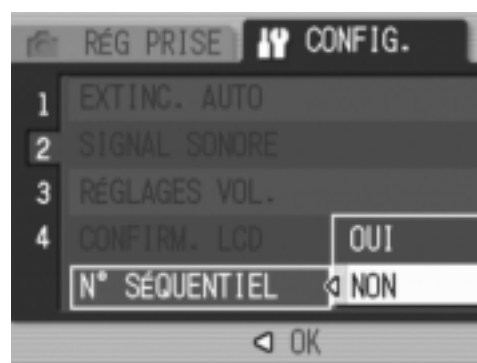 RÉG PRISE CONFIG.
1 EXTINC. AUTO
2 SIGNAL SONORE
3 RÉGLAGES VOL.
4 CONFIRM. LCD OUI
N° SÉQUENTIEL NON
OK